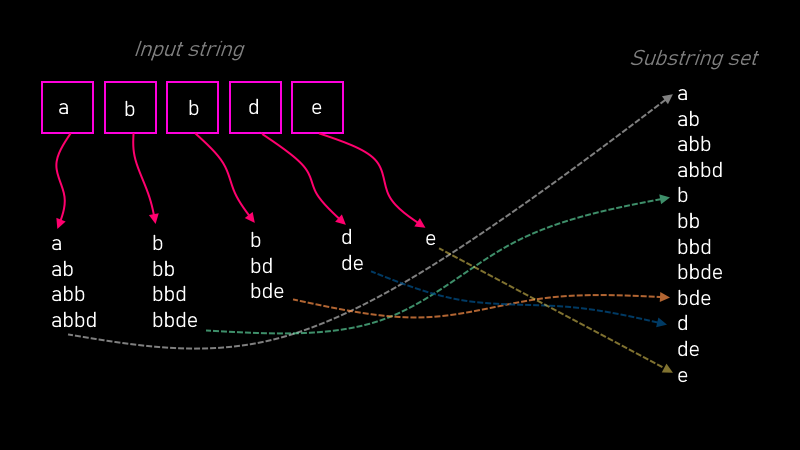 Input string
Substring set
a b b d e
a
ab
abb
abbd
b
bb
bbd
bbde
b
bd
bde
d
de
e
a
ab
abb
abbd
b
bb
bbd
bbde
bde
d
de
e